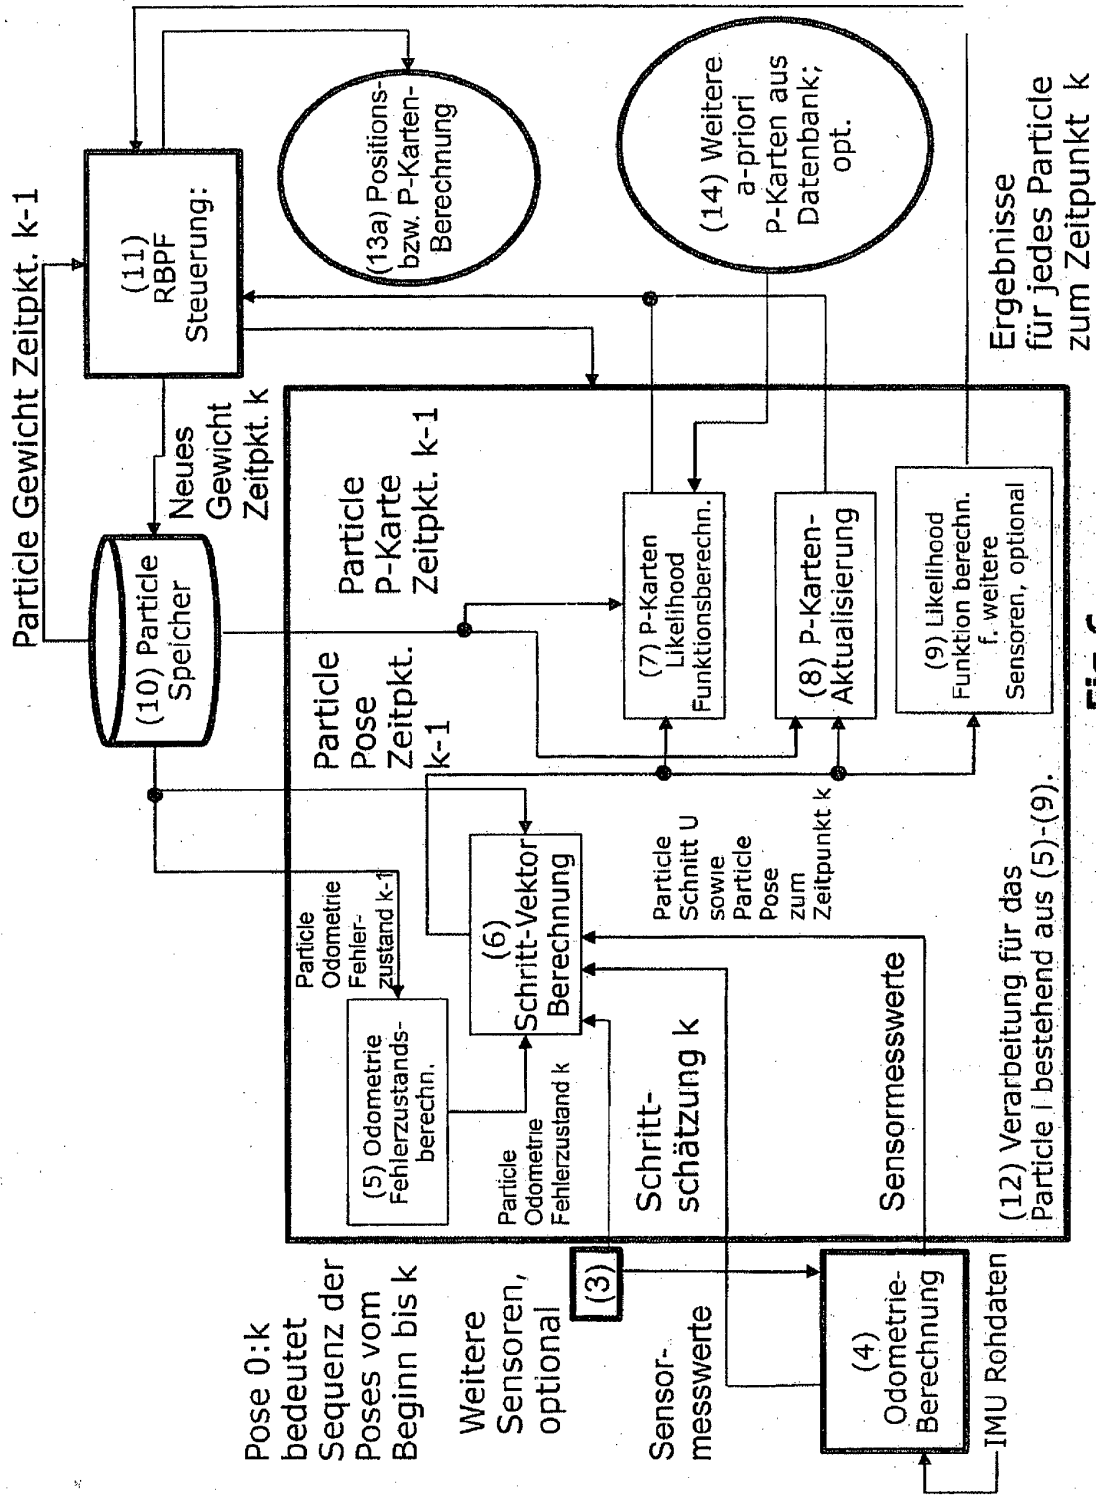 Particle Gewicht Zeitpkt. k-1
(10) Particle
Speicher
Neues
Gewicht
Zeitpkt. k
(11)
RBPF
Steuerung:
(13a) Positions-
bzw. P-Karten-
Berechnung
(14) Weitere
a-priori
P-Karten aus
Datenbank;
opt.
Ergebnisse
für jedes Particle
zum Zeitpunkt k
Pose 0:k
bedeutet
Sequenz der
Poses vom
Beginn bis k
Weitere
Sensoren,
optional
(3)
Sensor-
messwerte
(4)
Odometrie-
Berechnung
IMU Rohdaten
Particle
Odometrie
Fehler-
zustand k-1
(5) Odometrie
Fehlerzustands-
berechn.
Particle
Odometrie
Fehlerzustand k
(6)
Schritt-Vektor
Berechnung
Schritt-
schätzung k
Sensormesswerte
Particle
Pose
Zeitpkt.
k-1
Particle
P-Karte
Zeitpkt. k-1
Particle
Schnitt U
sowie
Particle
Pose
zum
Zeitpunkt k
(7) P-Karten
Likelihood
Funktionsberechn.
(8) P-Karten-
Aktualisierung
(9) Likelihood
Funktion berechn.
f. weitere
Sensoren, optional
(12) Verarbeitung für das
Particle i bestehend aus (5)-(9).